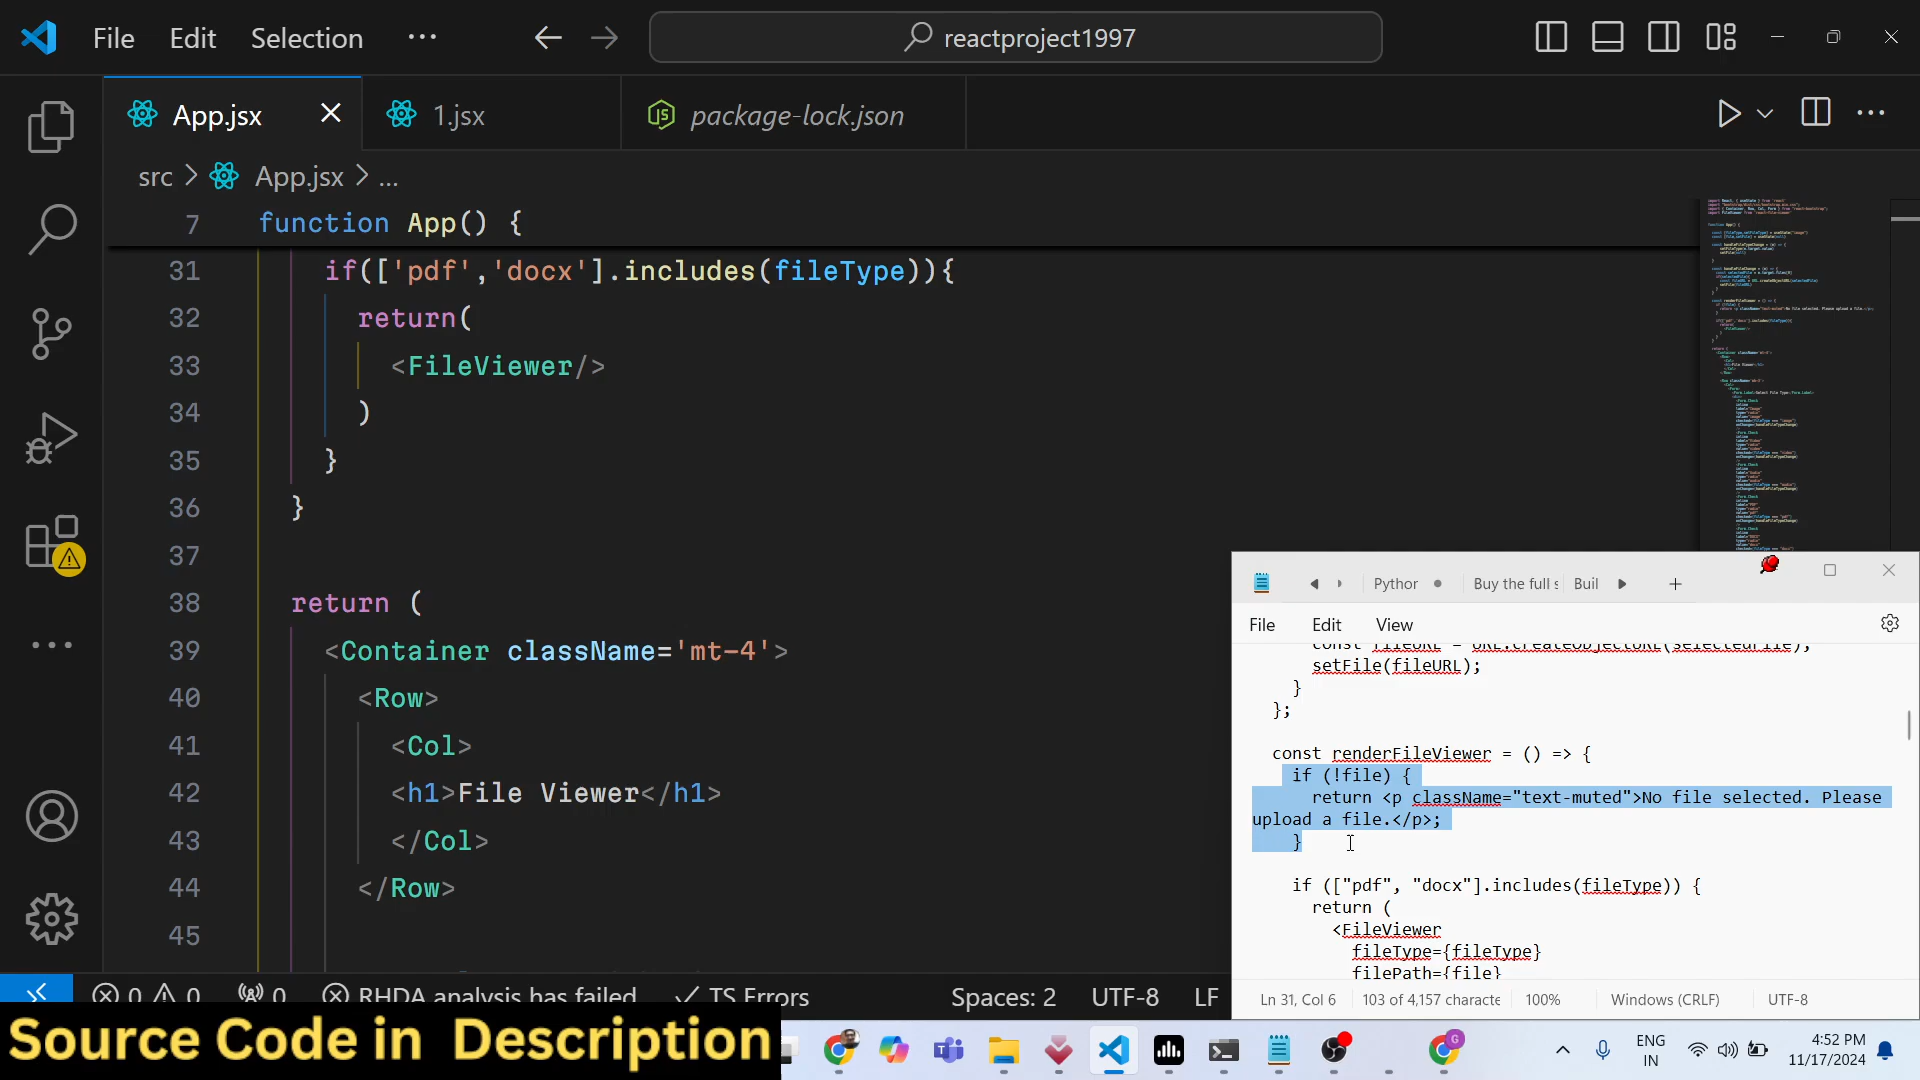 File Edit Selection ... reactproject1997
App.jsx 1.jsx package-lock.json
src > App.jsx > ...
7 function App() {
31 if(['pdf','docx'].includes(fileType)){
32 return(
33 <FileViewer/>
34 )
35 }
36 }
37
38 return (
39 <Container className='mt-4'>
40 <Row>
41 <Col>
42 <h1>File Viewer</h1>
43 </Col>
44 </Row>
45
0 0 0 RHDA analysis has failed TS Errors Spaces: 2 UTF-8 LF
Python Buy the full Buil
File Edit View
const fileURL = URL.createObjectURL(selectedFile);
setFile(fileURL);
}
};
const renderFileViewer = () => {
if (!file) {
return <p className="text-muted">No file selected. Please
upload a file.</p>;
}
if (["pdf", "docx"].includes(fileType)) {
return (
<FileViewer
fileType={fileType}
filePath={file}
Ln 31, Col 6 103 of 4,157 characte 100% Windows (CRLF) UTF-8
Source Code in Description
ENG
IN
4:52 PM
11/17/2024